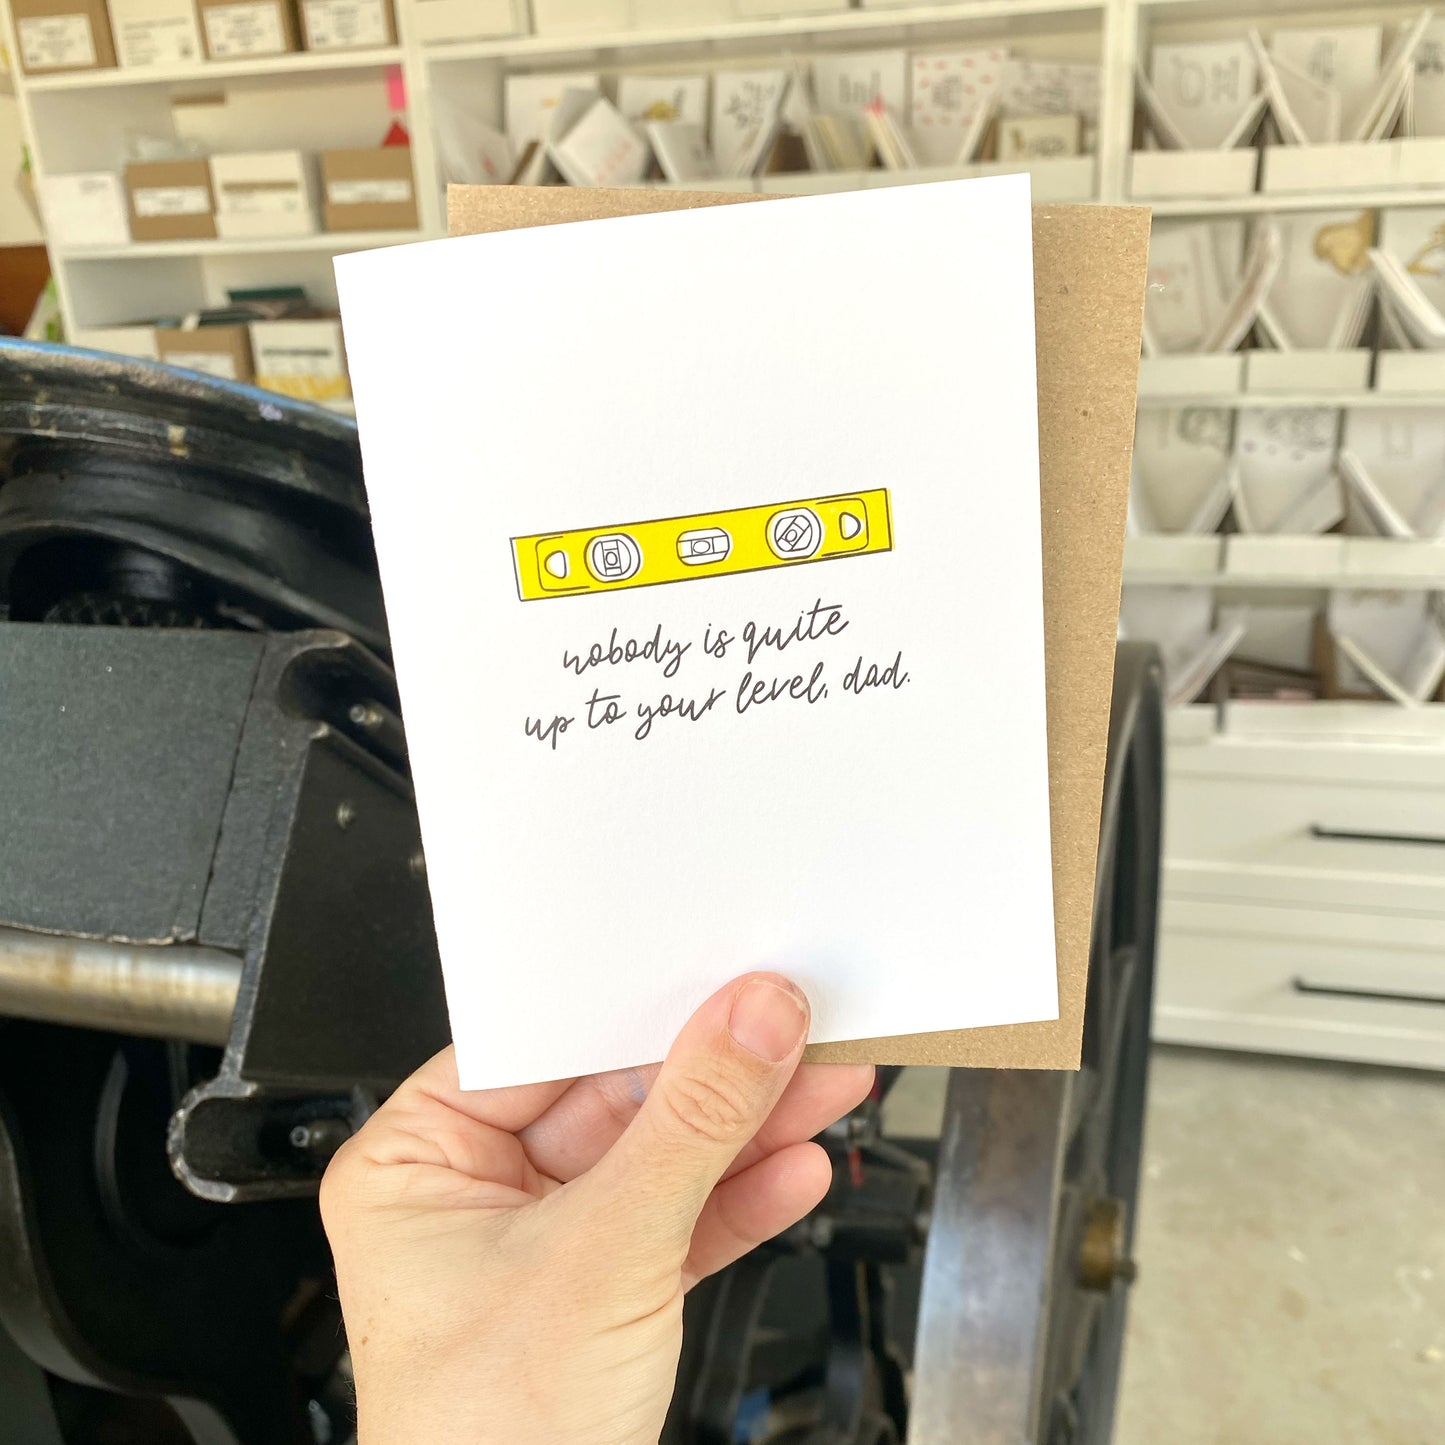 nobody is quite
up to your level, dad.